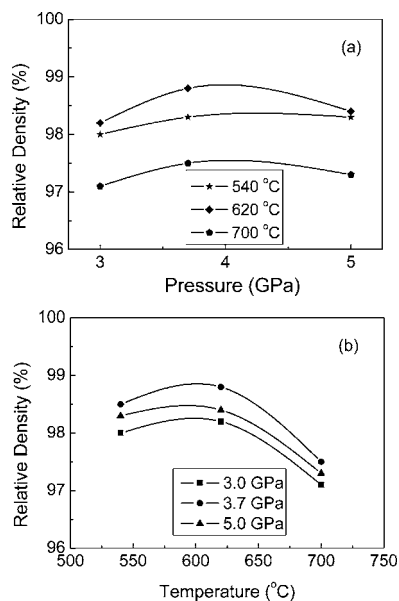 100
(a)
99
98
97
96
Relative Density (%)
540 °C
620 °C
700 °C
3
4
5
Pressure (GPa)
100
(b)
99
98
97
96
Relative Density (%)
3.0 GPa
3.7 GPa
5.0 GPa
500
550
600
650
700
750
Temperature (°C)